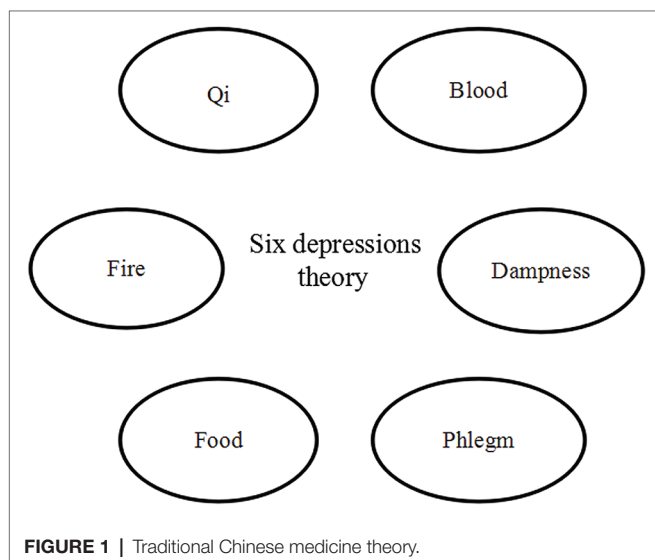 Qi
Blood
Fire
Six depressions
theory
Dampness
Food
Phlegm
FIGURE 1 | Traditional Chinese medicine theory.